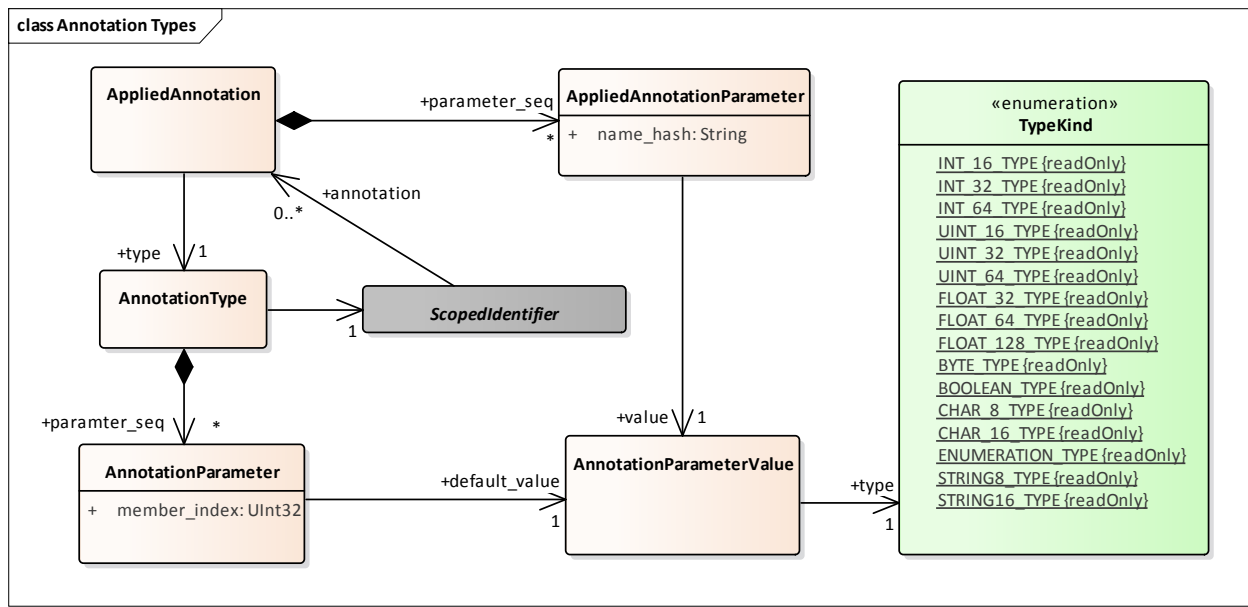 class Annotation Types
AppliedAnnotation
+parameter_seq
*
AppliedAnnotationParameter
+ name_hash: String
«enumeration»
TypeKind
INT_16_TYPE {readOnly}
INT_32_TYPE {readOnly}
INT_64_TYPE {readOnly}
UINT_16_TYPE {readOnly}
UINT_32_TYPE {readOnly}
UINT_64_TYPE {readOnly}
FLOAT_32_TYPE {readOnly}
FLOAT_64_TYPE {readOnly}
FLOAT_128_TYPE {readOnly}
BYTE_TYPE {readOnly}
BOOLEAN_TYPE {readOnly}
CHAR_8_TYPE {readOnly}
CHAR_16_TYPE {readOnly}
ENUMERATION_TYPE {readOnly}
STRING8_TYPE {readOnly}
STRING16_TYPE {readOnly}
+annotation
0..*
+type
1
AnnotationType
1
ScopedIdentifier
+paramter_seq
*
+value
1
AnnotationParameter
+ member_index: UInt32
+default_value
1
AnnotationParameterValue
+type
1